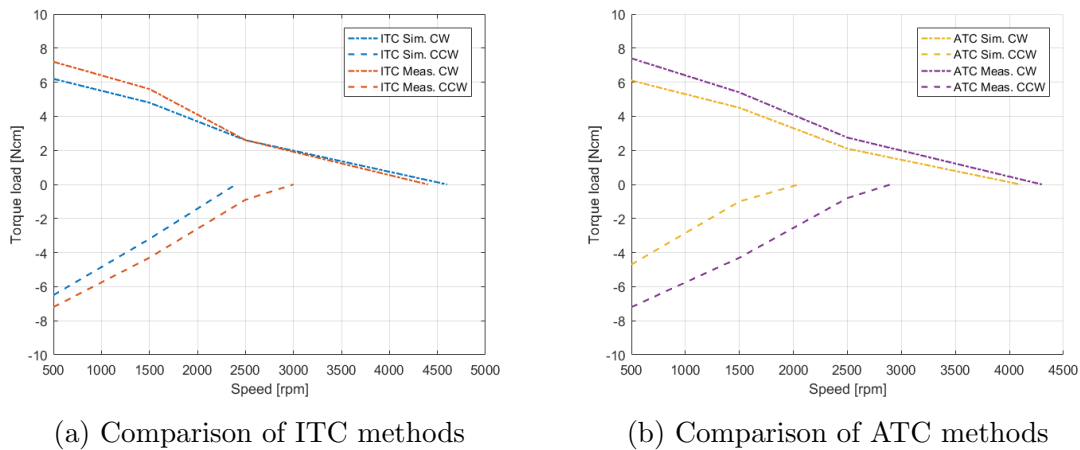 10
8
6
4
2
0
-2
-4
-6
-8
-10
Torque load [Ncm]
500 1000 1500 2000 2500 3000 3500 4000 4500 5000
Speed [rpm]
ITC Sim. CW
ITC Sim. CCW
ITC Meas. CW
ITC Meas. CCW
(a) Comparison of ITC methods
10
8
6
4
2
0
-2
-4
-6
-8
-10
Torque load [Ncm]
500 1000 1500 2000 2500 3000 3500 4000 4500
Speed [rpm]
ATC Sim. CW
ATC Sim. CCW
ATC Meas. CW
ATC Meas. CCW
(b) Comparison of ATC methods